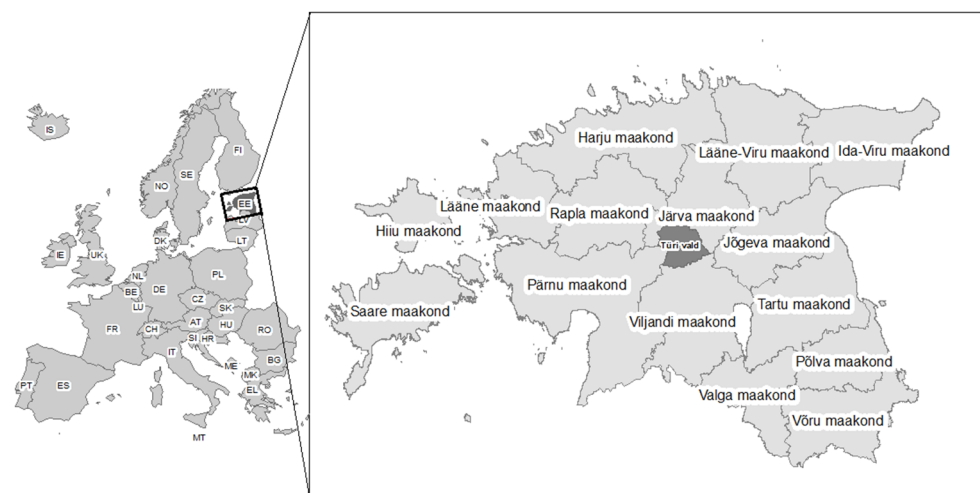 IS
FI
SE
NO
EE
LV
LT
DK
IE
UK
NL
BE
DE
PL
LU
CZ
SK
FR
CH
AT
HU
RO
SI
HR
IT
BG
ME
MK
PT
ES
EL
MT
Harju maakond
Lääne-Viru maakond
Ida-Viru maakond
Lääne maakond
Rapla maakond
Järva maakond
Hiiu maakond
Türi vald
Jõgeva maakond
Pärnu maakond
Saare maakond
Viljandi maakond
Tartu maakond
Põlva maakond
Valga maakond
Võru maakond